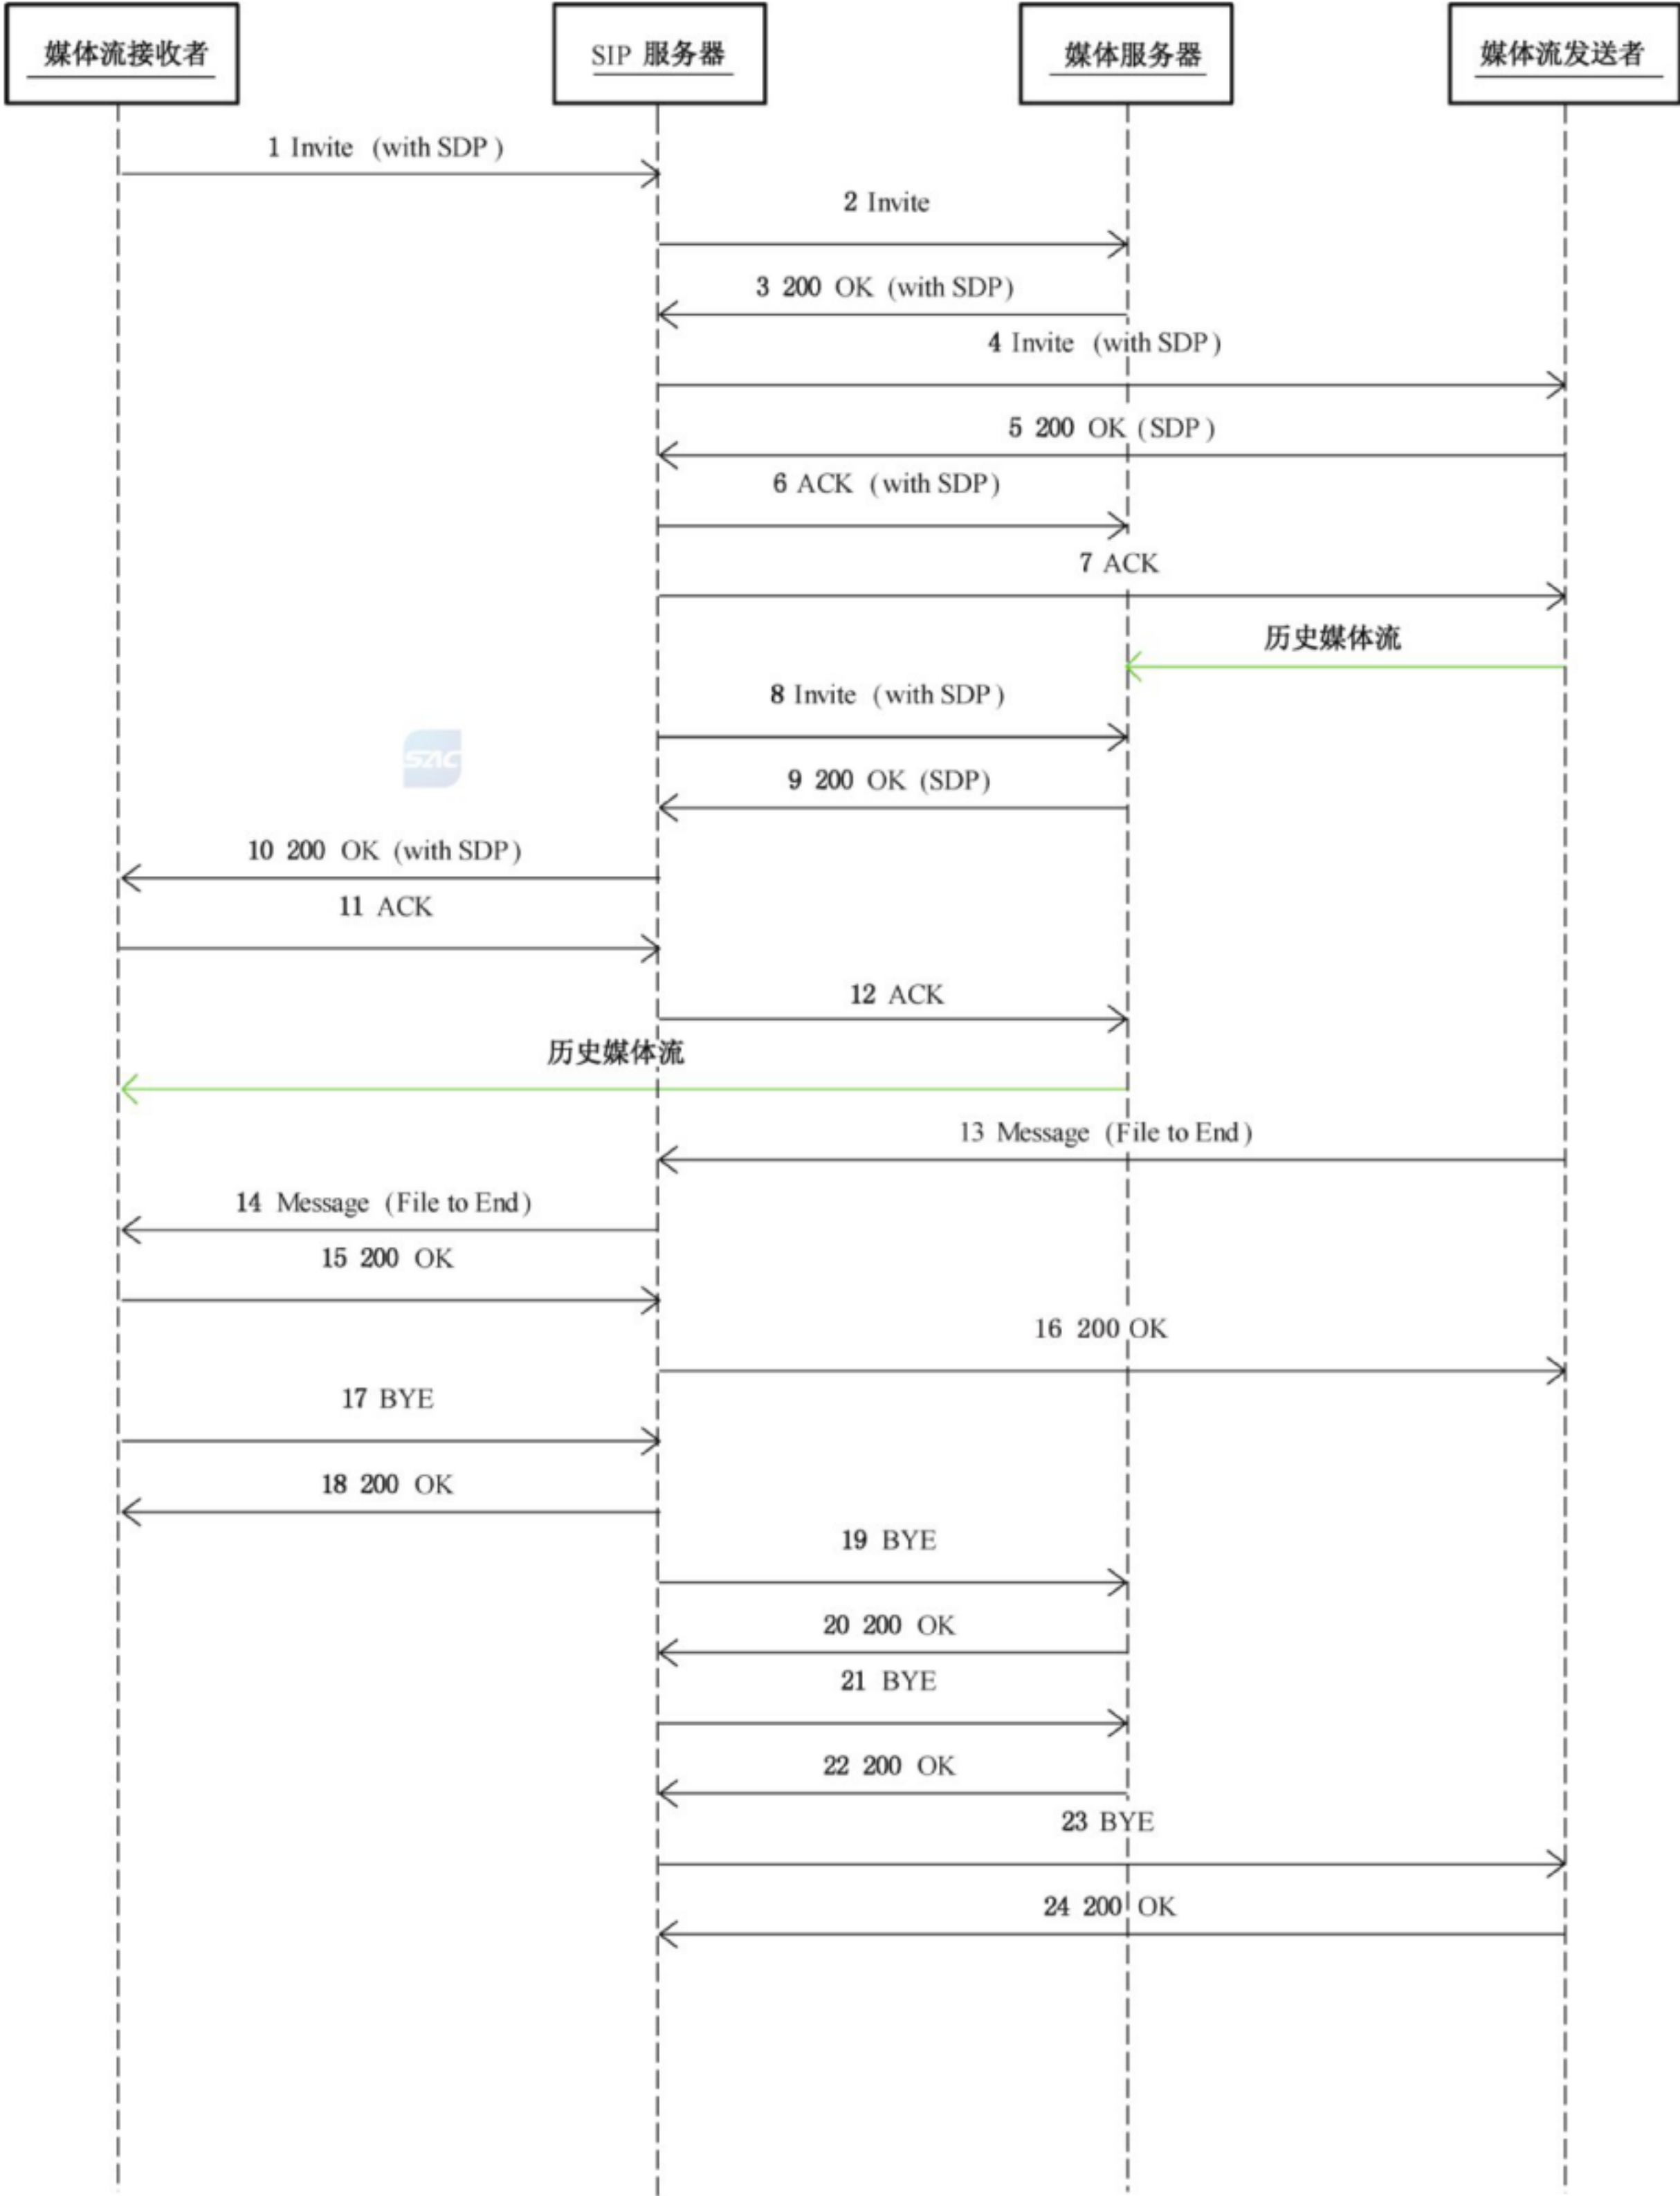 媒体流接收者
SIP 服务器
媒体服务器
媒体流发送者
1 Invite (with SDP)
2 Invite
3 200 OK (with SDP)
4 Invite (with SDP)
5 200 OK (SDP)
6 ACK (with SDP)
7 ACK
历史媒体流
8 Invite (with SDP)
SAC
9 200 OK (SDP)
10 200 OK (with SDP)
11 ACK
12 ACK
历史媒体流
13 Message (File to End)
14 Message (File to End)
15 200 OK
16 200 OK
17 BYE
18 200 OK
19 BYE
20 200 OK
21 BYE
22 200 OK
23 BYE
24 200 OK